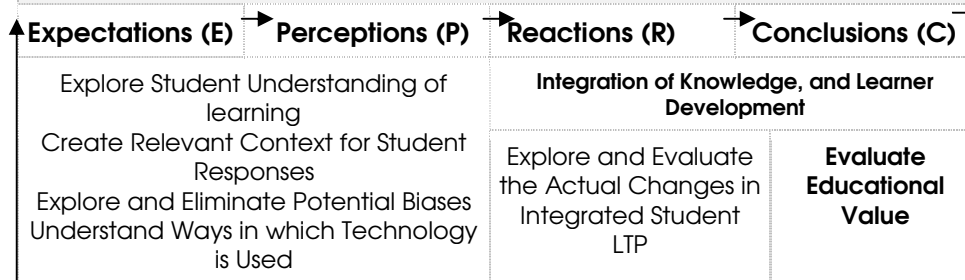 Expectations (E) Perceptions (P) Reactions (R) Conclusions (C)
Explore Student Understanding of
learning
Create Relevant Context for Student
Responses
Explore and Eliminate Potential Biases
Understand Ways in which Technology
is Used
Integration of Knowledge, and Learner
Development
Explore and Evaluate
the Actual Changes in
Integrated Student
LTP
Evaluate
Educational
Value